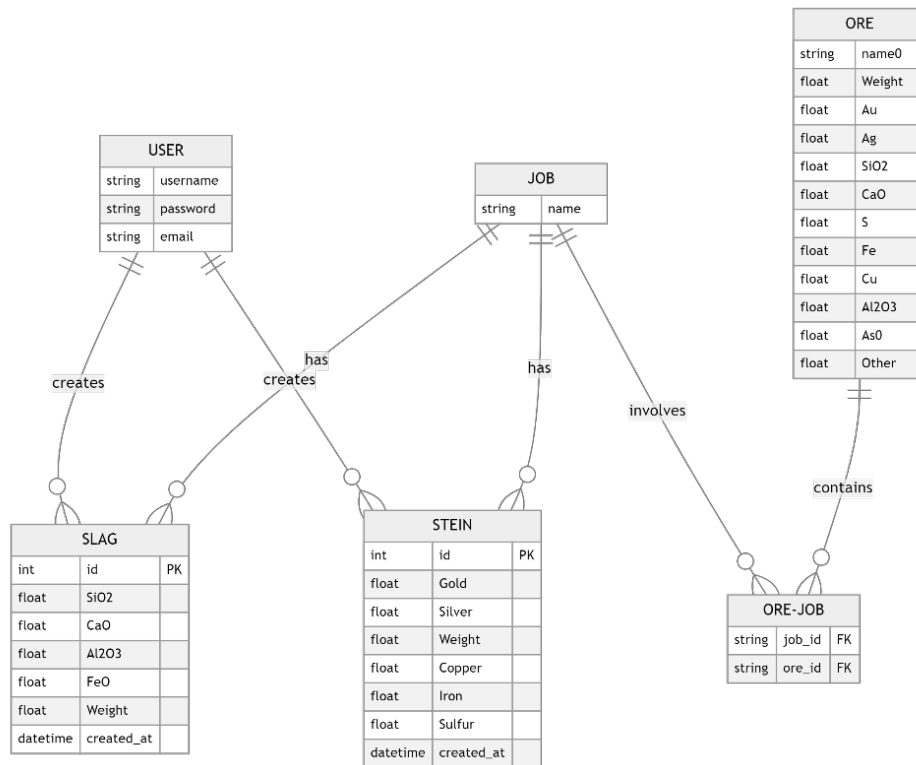 ORE
string name0
float Weight
float Au
float Ag
float SiO2
float CaO
float S
float Fe
float Cu
float Al2O3
float As0
float Other
USER
string username
string password
string email
JOB
string name
has
creates
has
creates
involves
contains
SLAG
int id PK
float SiO2
float CaO
float Al2O3
float FeO
float Weight
datetime created_at
STEIN
int id PK
float Gold
float Silver
float Weight
float Copper
float Iron
float Sulfur
datetime created_at
ORE-JOB
string job_id FK
string ore_id FK